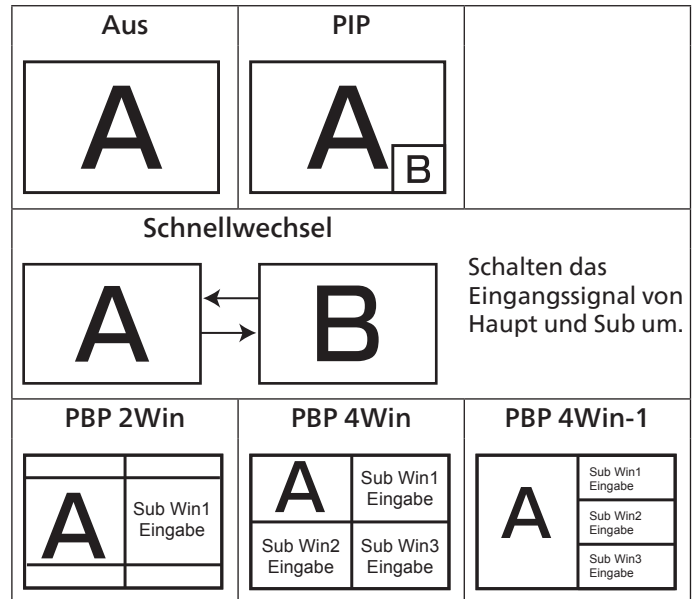 Aus
PIP
A
A
B
Schnellwechsel
A
B
Schalten das
Eingangssignal von
Haupt und Sub um.
PBP 2Win
PBP 4Win
PBP 4Win-1
A
Sub Win1
Eingabe
A
Sub Win1
Eingabe
Sub Win2
Eingabe
Sub Win3
Eingabe
A
Sub Win1
Eingabe
Sub Win2
Eingabe
Sub Win3
Eingabe